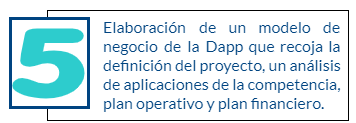 5
Elaboración de un modelo de
negocio de la Dapp que recoja la
definición del proyecto, un análisis
de aplicaciones de la competencia,
plan operativo y plan financiero.